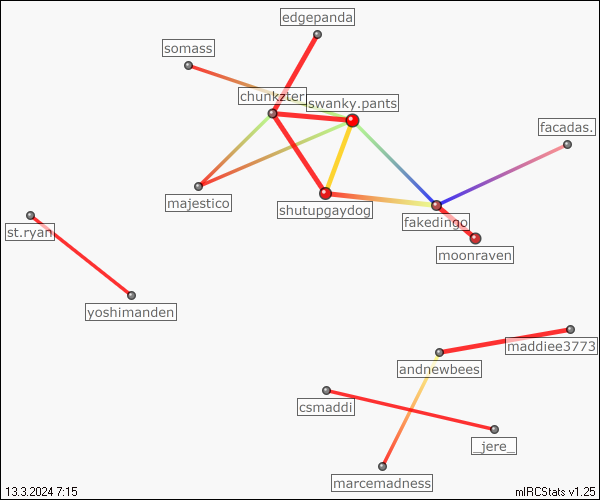 edgepanda
somass
chunkzter
swanky.pants
facadas.
majestico
shutupgaydog
fakedingo
st.ryan
moonraven
yoshimanden
maddiee3773
andnewbees
csmaddi
_jere_
marcemadness
13.3.2024 7:15
mIRCStats v1.25